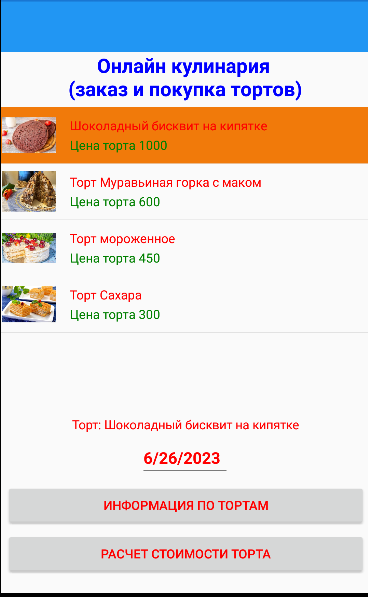 Онлайн кулинария
(заказ и покупка тортов)
Шоколадный бисквит на кипятке
Цена торта 1000
Торт Муравьиная горка с маком
Цена торта 600
Торт мороженное
Цена торта 450
Торт Сахара
Цена торта 300
Торт: Шоколадный бисквит на кипятке
6/26/2023
ИНФОРМАЦИЯ ПО ТОРТАМ
РАСЧЕТ СТОИМОСТИ ТОРТА